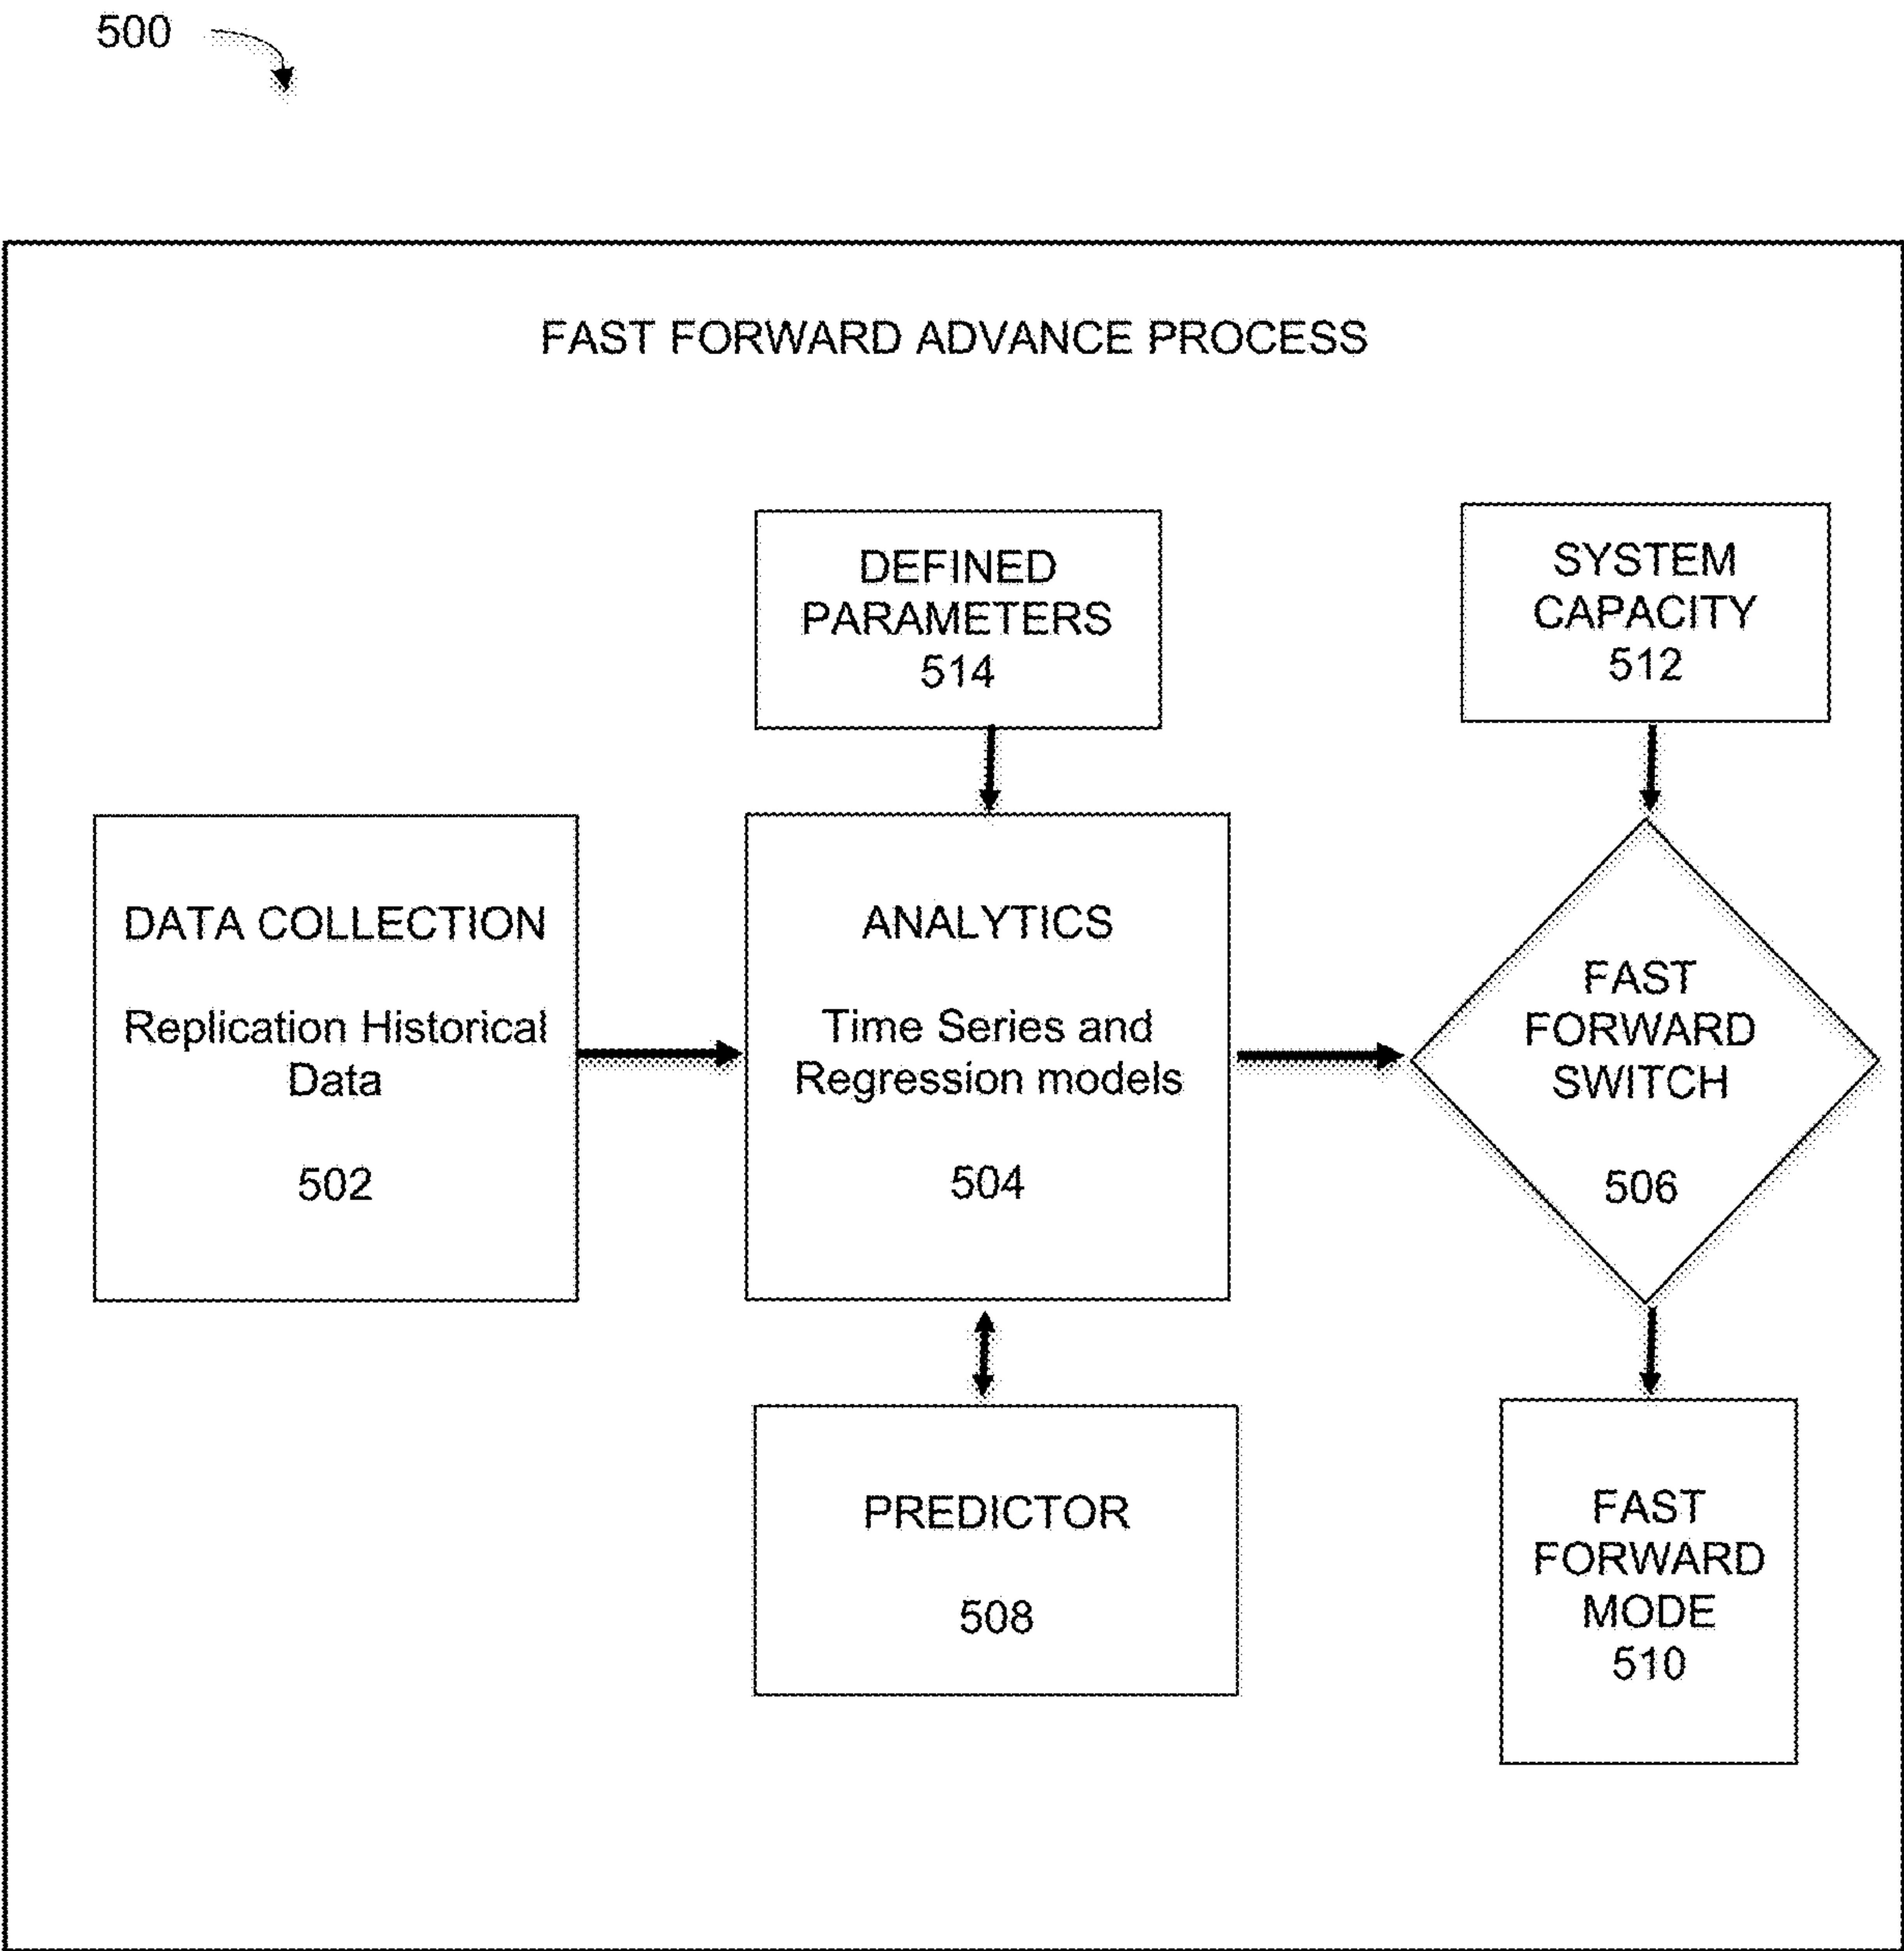 500
FAST FORWARD ADVANCE PROCESS
DEFINED
PARAMETERS
514
SYSTEM
CAPACITY
512
DATA COLLECTION
Replication Historical
Data
502
ANALYTICS
Time Series and
Regression models
504
FAST
FORWARD
SWITCH
506
PREDICTOR
508
FAST
FORWARD
MODE
510